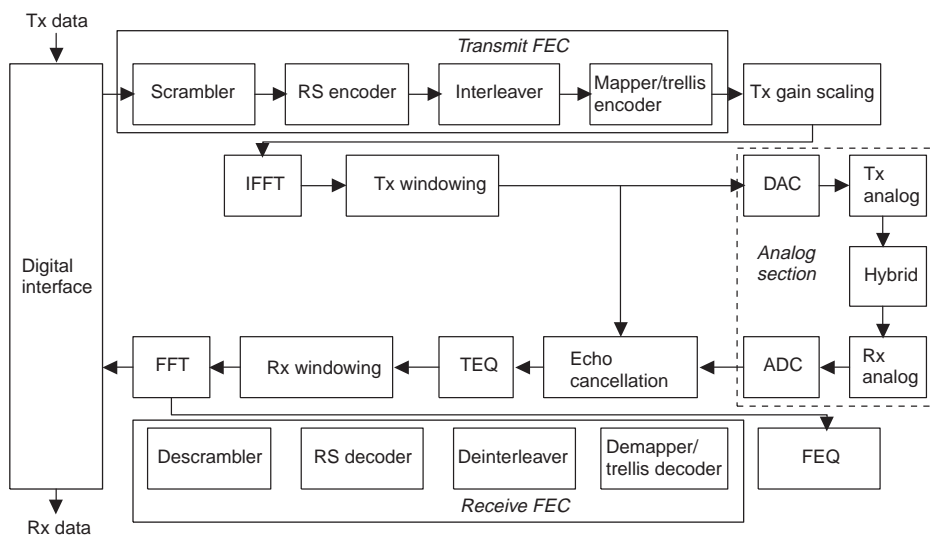 Tx data
Transmit FEC
Scrambler
RS encoder
Interleaver
Mapper/trellis
encoder
Tx gain scaling
IFFT
Tx windowing
DAC
Tx
analog
Digital
interface
Analog
section
Hybrid
FFT
Rx windowing
TEQ
Echo
cancellation
ADC
Rx
analog
Descrambler
RS decoder
Deinterleaver
Demapper/
trellis decoder
FEQ
Receive FEC
Rx data